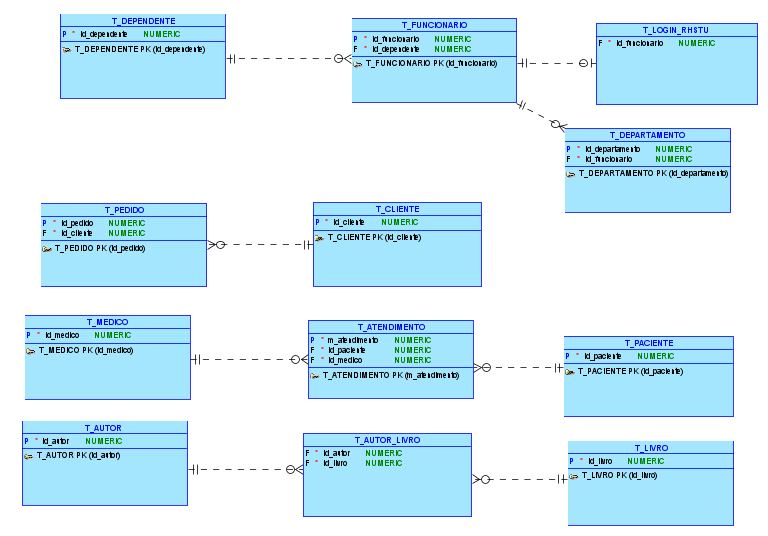 T_DEPENDENTE
P * id_dependente NUMERIC
T_DEPENDENTE PK (id_dependente)
T_FUNCIONARIO
P * id_funcionario NUMERIC
F * id_dependente NUMERIC
T_FUNCIONARIO PK (id_funcionario)
T_LOGIN_RHSTU
F * id_funcionario NUMERIC
T_DEPARTAMENTO
P * id_departamento NUMERIC
F * id_funcionario NUMERIC
T_DEPARTAMENTO PK (id_departamento)
T_PEDIDO
P * id_pedido NUMERIC
F * id_cliente NUMERIC
T_PEDIDO PK (id_pedido)
T_CLIENTE
P * id_cliente NUMERIC
T_CLIENTE PK (id_cliente)
T_MEDICO
P * id_medico NUMERIC
T_MEDICO PK (id_medico)
T_ATENDIMENTO
P * m_atendimento NUMERIC
F * id_paciente NUMERIC
F * id_medico NUMERIC
T_ATENDIMENTO PK (m_atendimento)
T_PACIENTE
P * id_paciente NUMERIC
T_PACIENTE PK (id_paciente)
T_AUTOR
P * id_autor NUMERIC
T_AUTOR PK (id_autor)
T_AUTOR_LIVRO
F * id_autor NUMERIC
F * id_livro NUMERIC
T_LIVRO
P * id_livro NUMERIC
T_LIVRO PK (id_livro)